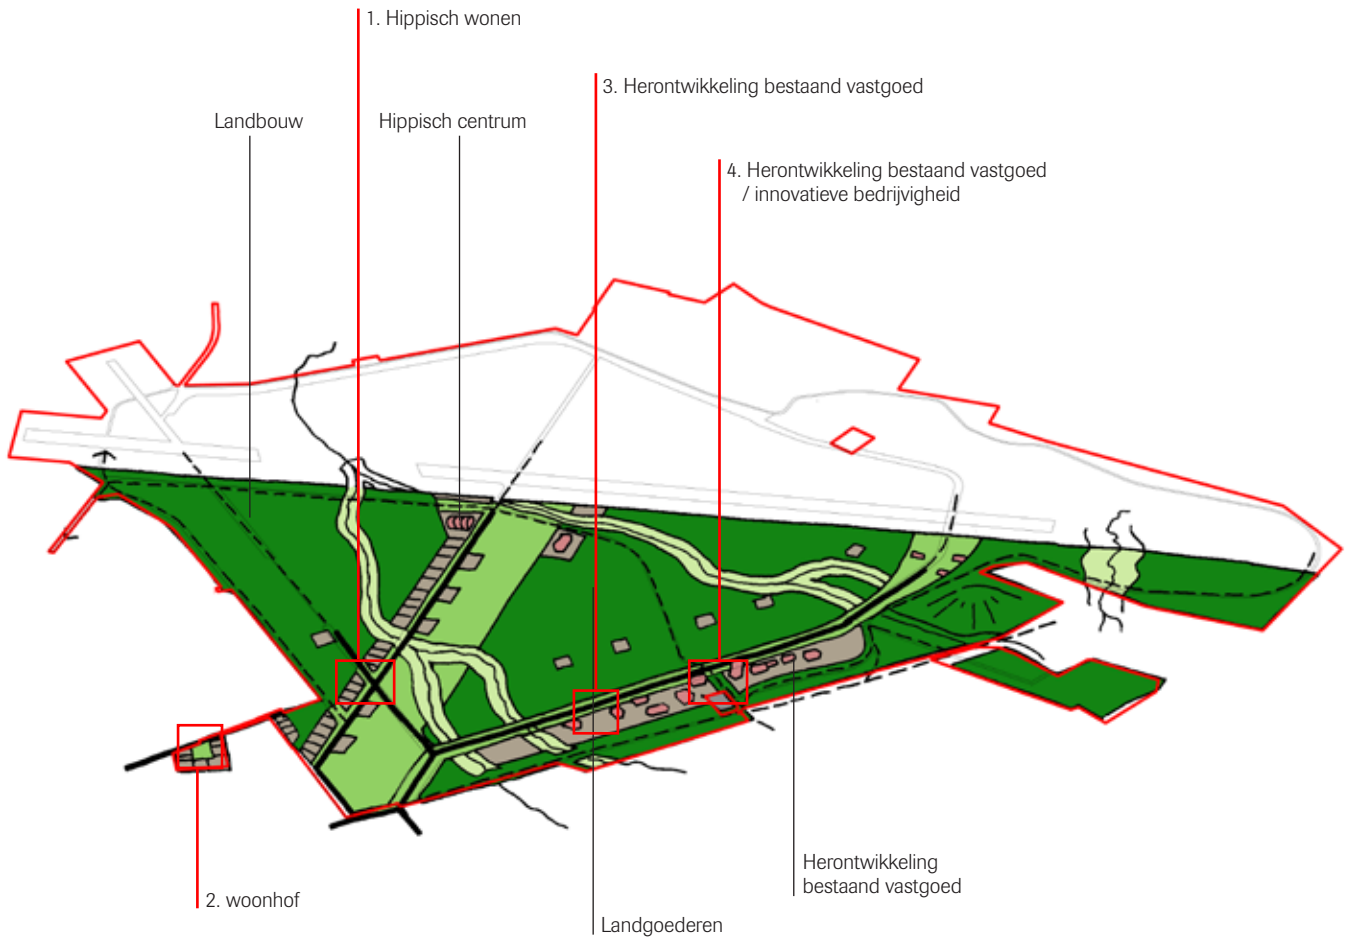 1. Hippisch wonen
3. Herontwikkeling bestaand vastgoed
Landbouw
Hippisch centrum
4. Herontwikkeling bestaand vastgoed
/ innovatieve bedrijvigheid
Herontwikkeling
bestaand vastgoed
2. woonhof
Landgoederen